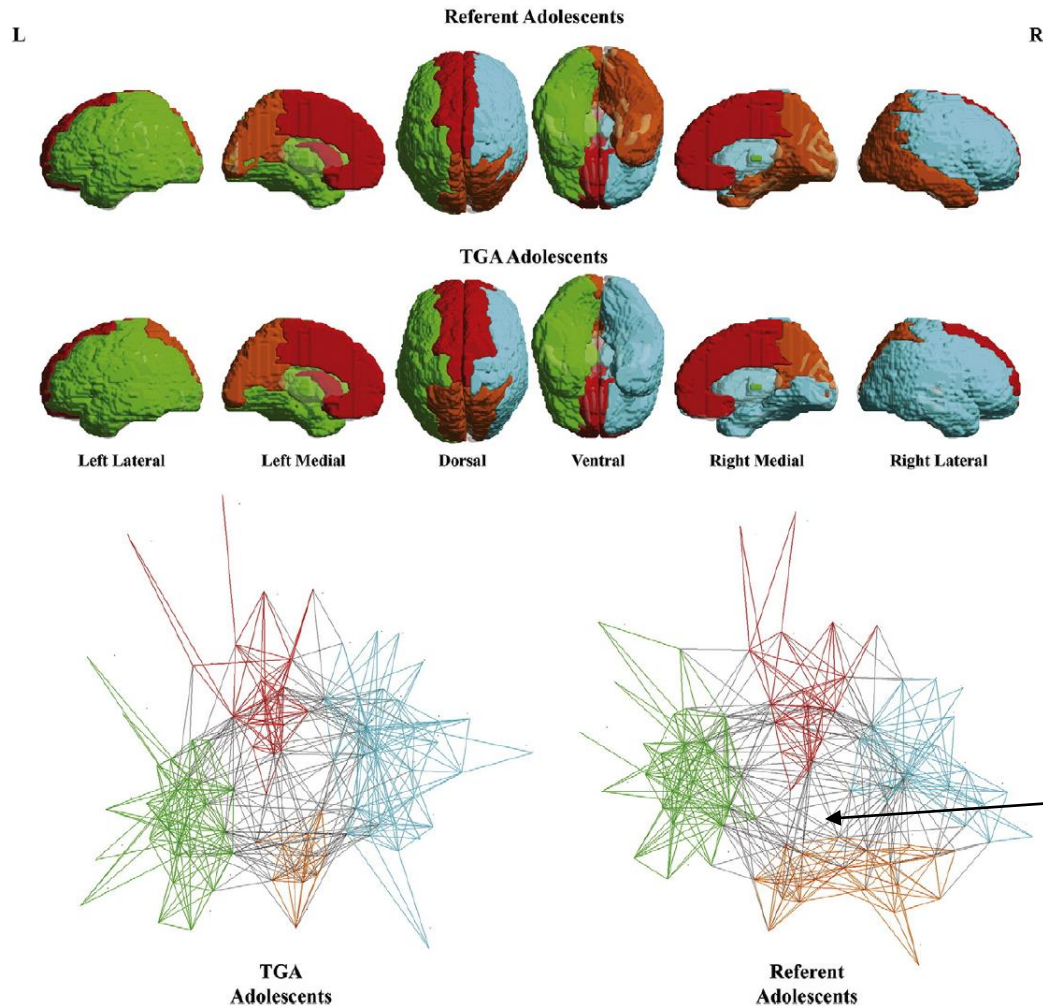 Referent Adolescents
L
R
TGA Adolescents
Left Lateral
Left Medial
Dorsal
Ventral
Right Medial
Right Lateral
TGA
Adolescents
Referent
Adolescents